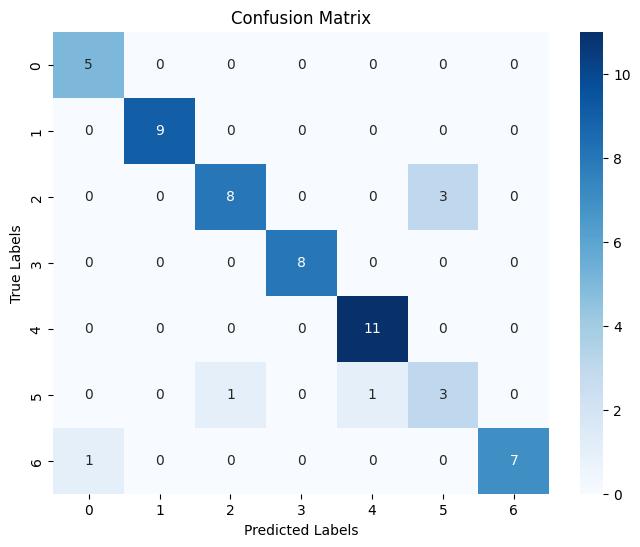 Confusion Matrix
0 5 0 0 0 0 0 0
1 0 9 0 0 0 0 0
2 0 0 8 0 0 3 0
3 0 0 0 8 0 0 0
4 0 0 0 0 11 0 0
5 0 0 1 0 1 3 0
6 1 0 0 0 0 0 7
0 1 2 3 4 5 6
True Labels
Predicted Labels
10
8
6
4
2
0